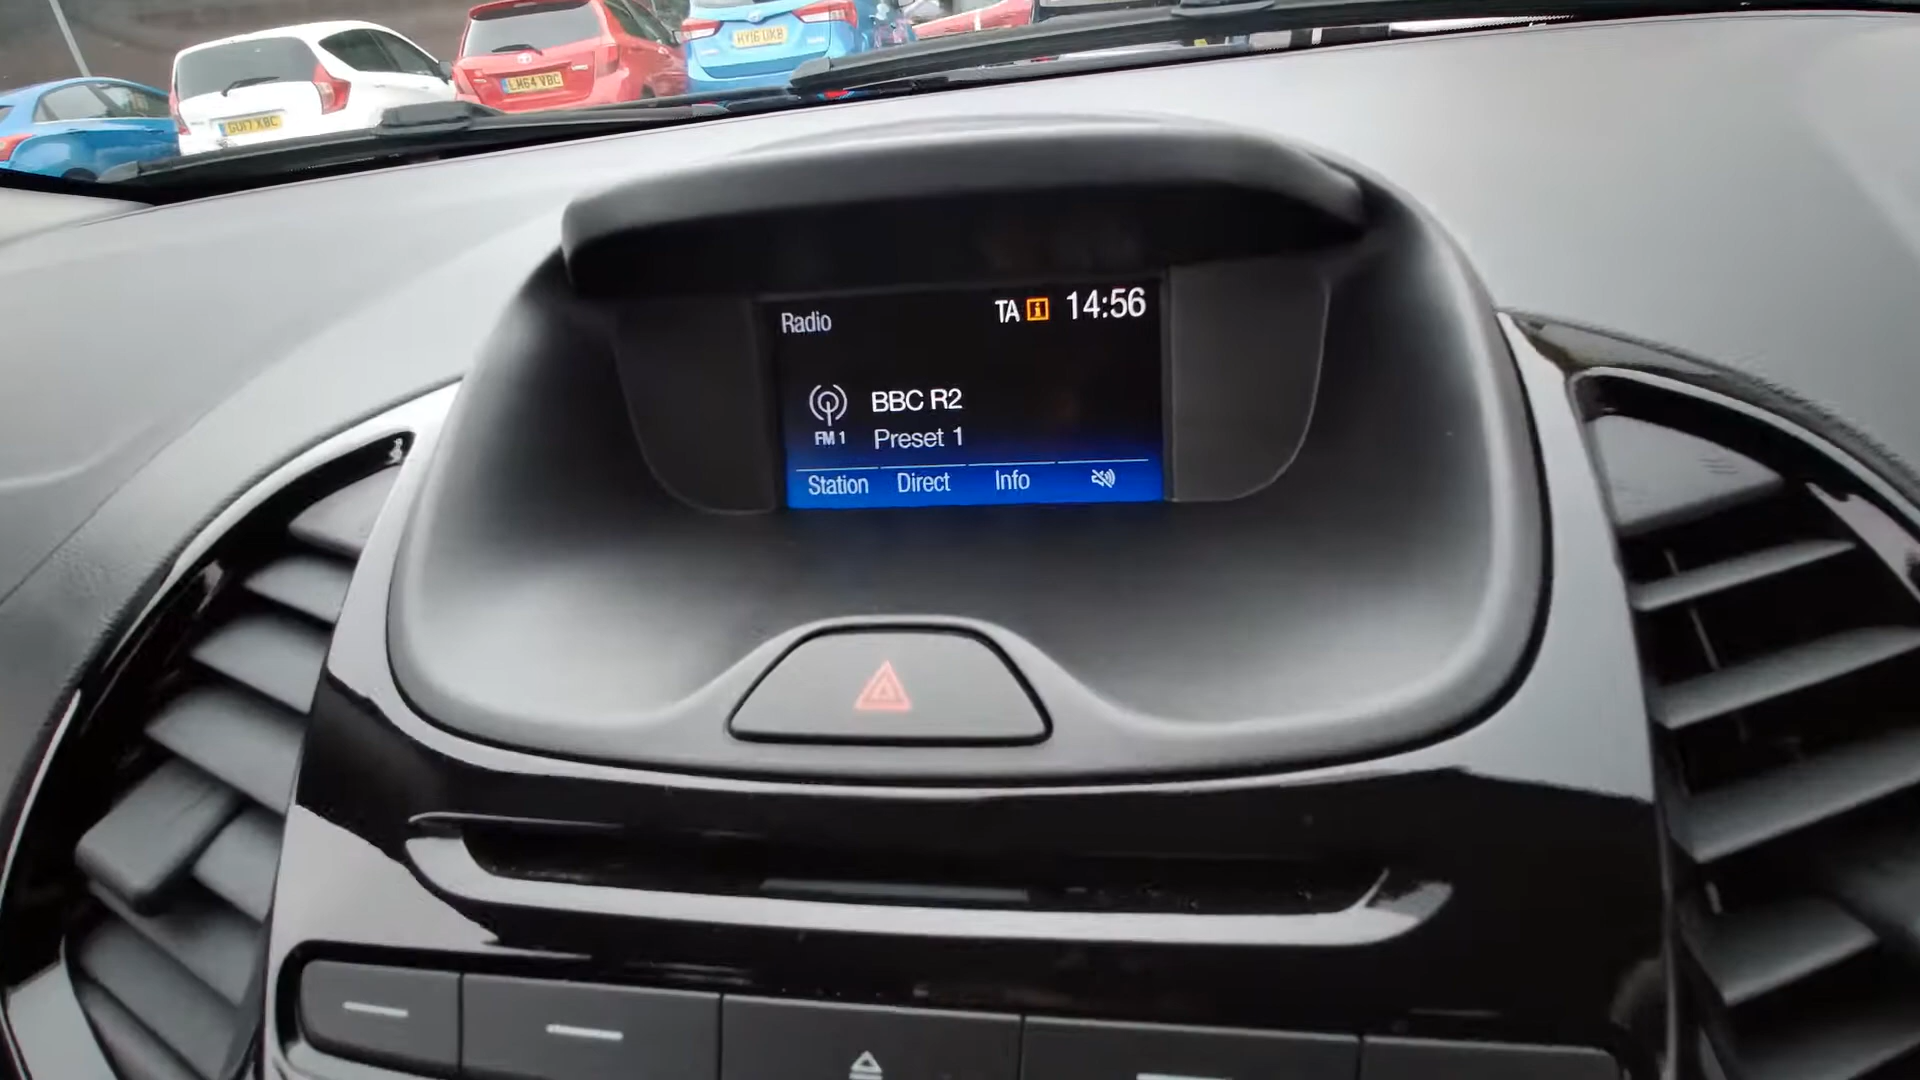 GU17 XBC
LM64 VBC
HY16 UKB
Radio
TA i 14:56
BBC R2
FM 1
Preset 1
Station Direct Info